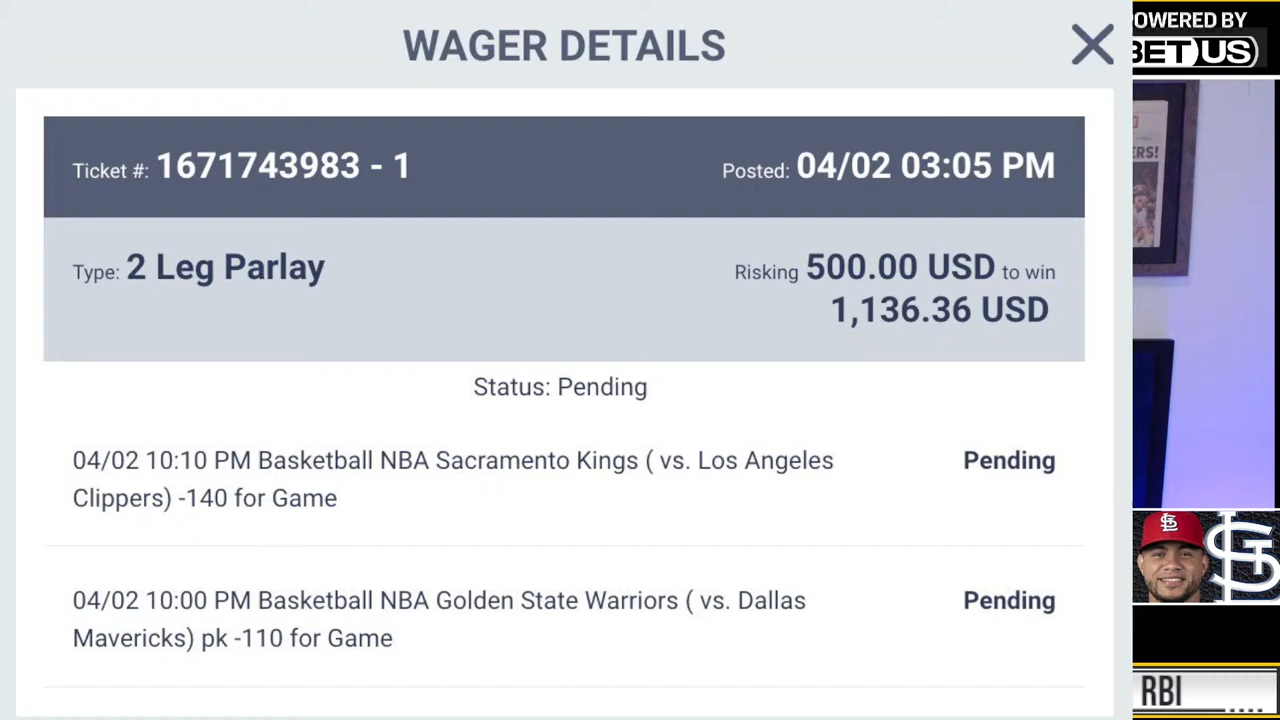 WAGER DETAILS
POWERED BY
BETUS
Ticket #: 1671743983 - 1
Posted: 04/02 03:05 PM
Type: 2 Leg Parlay
Risking 500.00 USD to win
1,136.36 USD
Status: Pending
04/02 10:10 PM Basketball NBA Sacramento Kings ( vs. Los Angeles
Clippers) -140 for Game
Pending
04/02 10:00 PM Basketball NBA Golden State Warriors ( vs. Dallas
Mavericks) pk -110 for Game
Pending
ERS!
STL
RBI